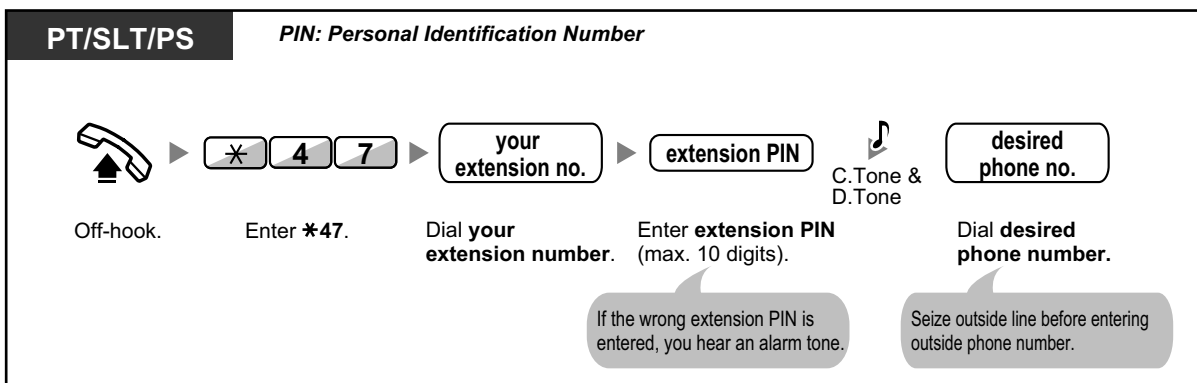 PT/SLT/PS
PIN: Personal Identification Number
✳ 4 7
your
extension no.
extension PIN
C.Tone &
D.Tone
desired
phone no.
Off-hook.
Enter ✳47.
Dial your
extension number.
Enter extension PIN
(max. 10 digits).
Dial desired
phone number.
If the wrong extension PIN is
entered, you hear an alarm tone.
Seize outside line before entering
outside phone number.